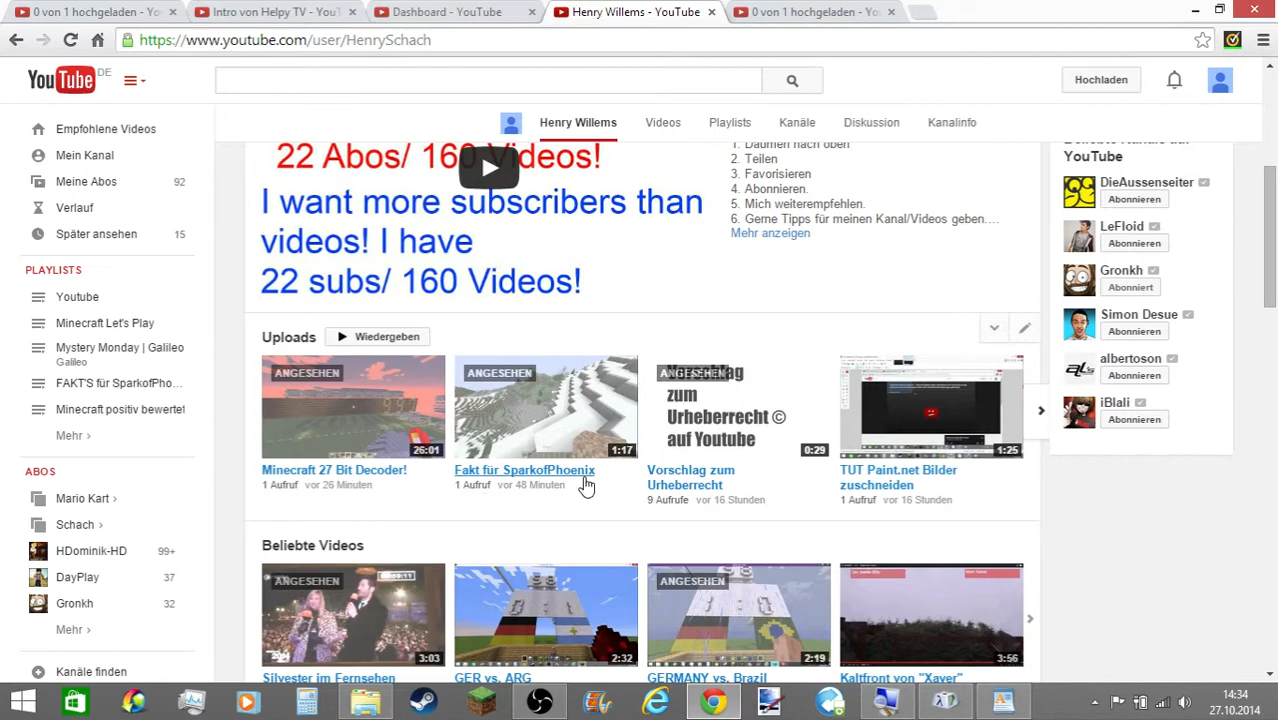 0 von 1 hochgeladen - Yo
Intro von Helpy TV - YouT
Dashboard - YouTube
Henry Willems - YouTube
0 von 1 hochgeladen - You
https://www.youtube.com/user/HenrySchach
YouTube DE
Hochladen
Henry Willems
Videos
Playlists
Kanäle
Diskussion
Kanalinfo
Empfohlene Videos
Mein Kanal
Meine Abos 92
Verlauf
Später ansehen 15
PLAYLISTS
Youtube
Minecraft Let's Play
Mystery Monday | Galileo
Galileo
FAKT'S für SparkofPho...
Minecraft positiv bewertet
Mehr ›
ABOS
Mario Kart ›
Schach ›
HDominik-HD 99+
DayPlay 37
Gronkh 32
Mehr ›
Kanäle finden
22 Abos/ 160 Videos!
I want more subscribers than
videos! I have
22 subs/ 160 Videos!
1. Daumen nach oben
2. Teilen
3. Favorisieren
4. Abonnieren.
5. Mich weiterempfehlen.
6. Gerne Tipps für meinen Kanal/Videos geben....
Mehr anzeigen
Uploads
Wiedergeben
ANGESEHEN
26:01
Minecraft 27 Bit Decoder!
1 Aufruf vor 26 Minuten
ANGESEHEN
1:17
Fakt für SparkofPhoenix
1 Aufruf vor 48 Minuten
ANGESEHEN
Vorschlag
zum
Urheberrecht ©
auf Youtube
0:29
Vorschlag zum
Urheberrecht
9 Aufrufe vor 16 Stunden
1:25
TUT Paint.net Bilder
zuschneiden
1 Aufruf vor 16 Stunden
Beliebte Videos
ANGESEHEN
3:03
Silvester im Fernsehen
2:32
GER vs. ARG
ANGESEHEN
2:19
GERMANY vs. Brazil
3:56
Kaltfront von "Xaver"
Beliebte Kanäle auf
YouTube
DieAussenseiter
Abonnieren
LeFloid
Abonnieren
Gronkh
Abonniert
Simon Desue
Abonnieren
albertoson
Abonnieren
iBlali
Abonnieren
14:34
27.10.2014